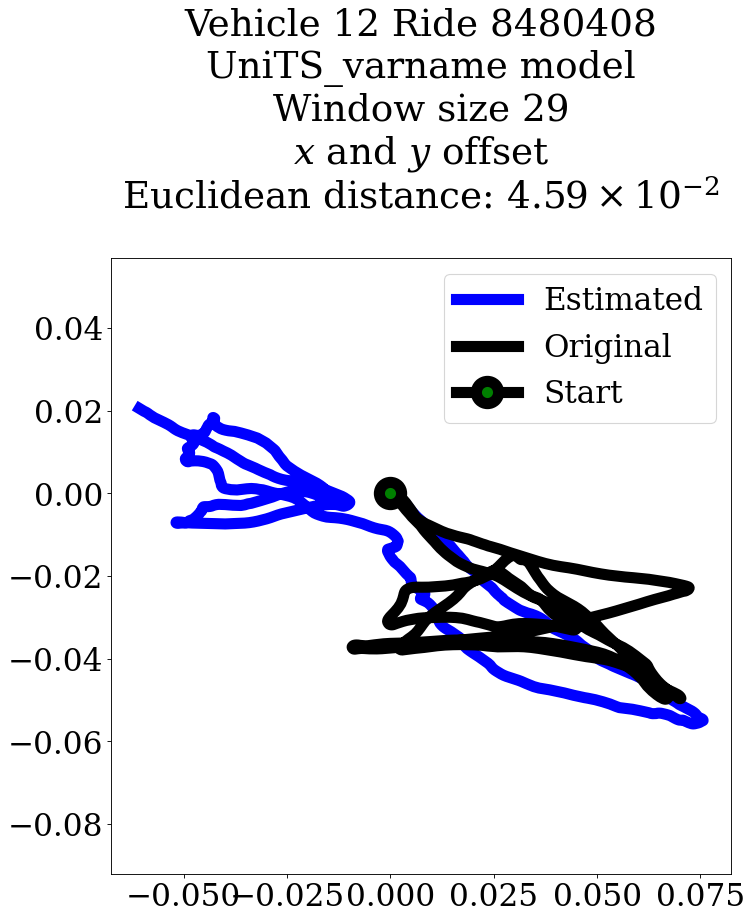 Vehicle 12 Ride 8480408
UniTS_varname model
Window size 29
x and y offset
Euclidean distance: 4.59 × 10⁻²
Estimated
Original
Start
0.04
0.02
0.00
−0.02
−0.04
−0.06
−0.08
−0.050 −0.025 0.000 0.025 0.050 0.075